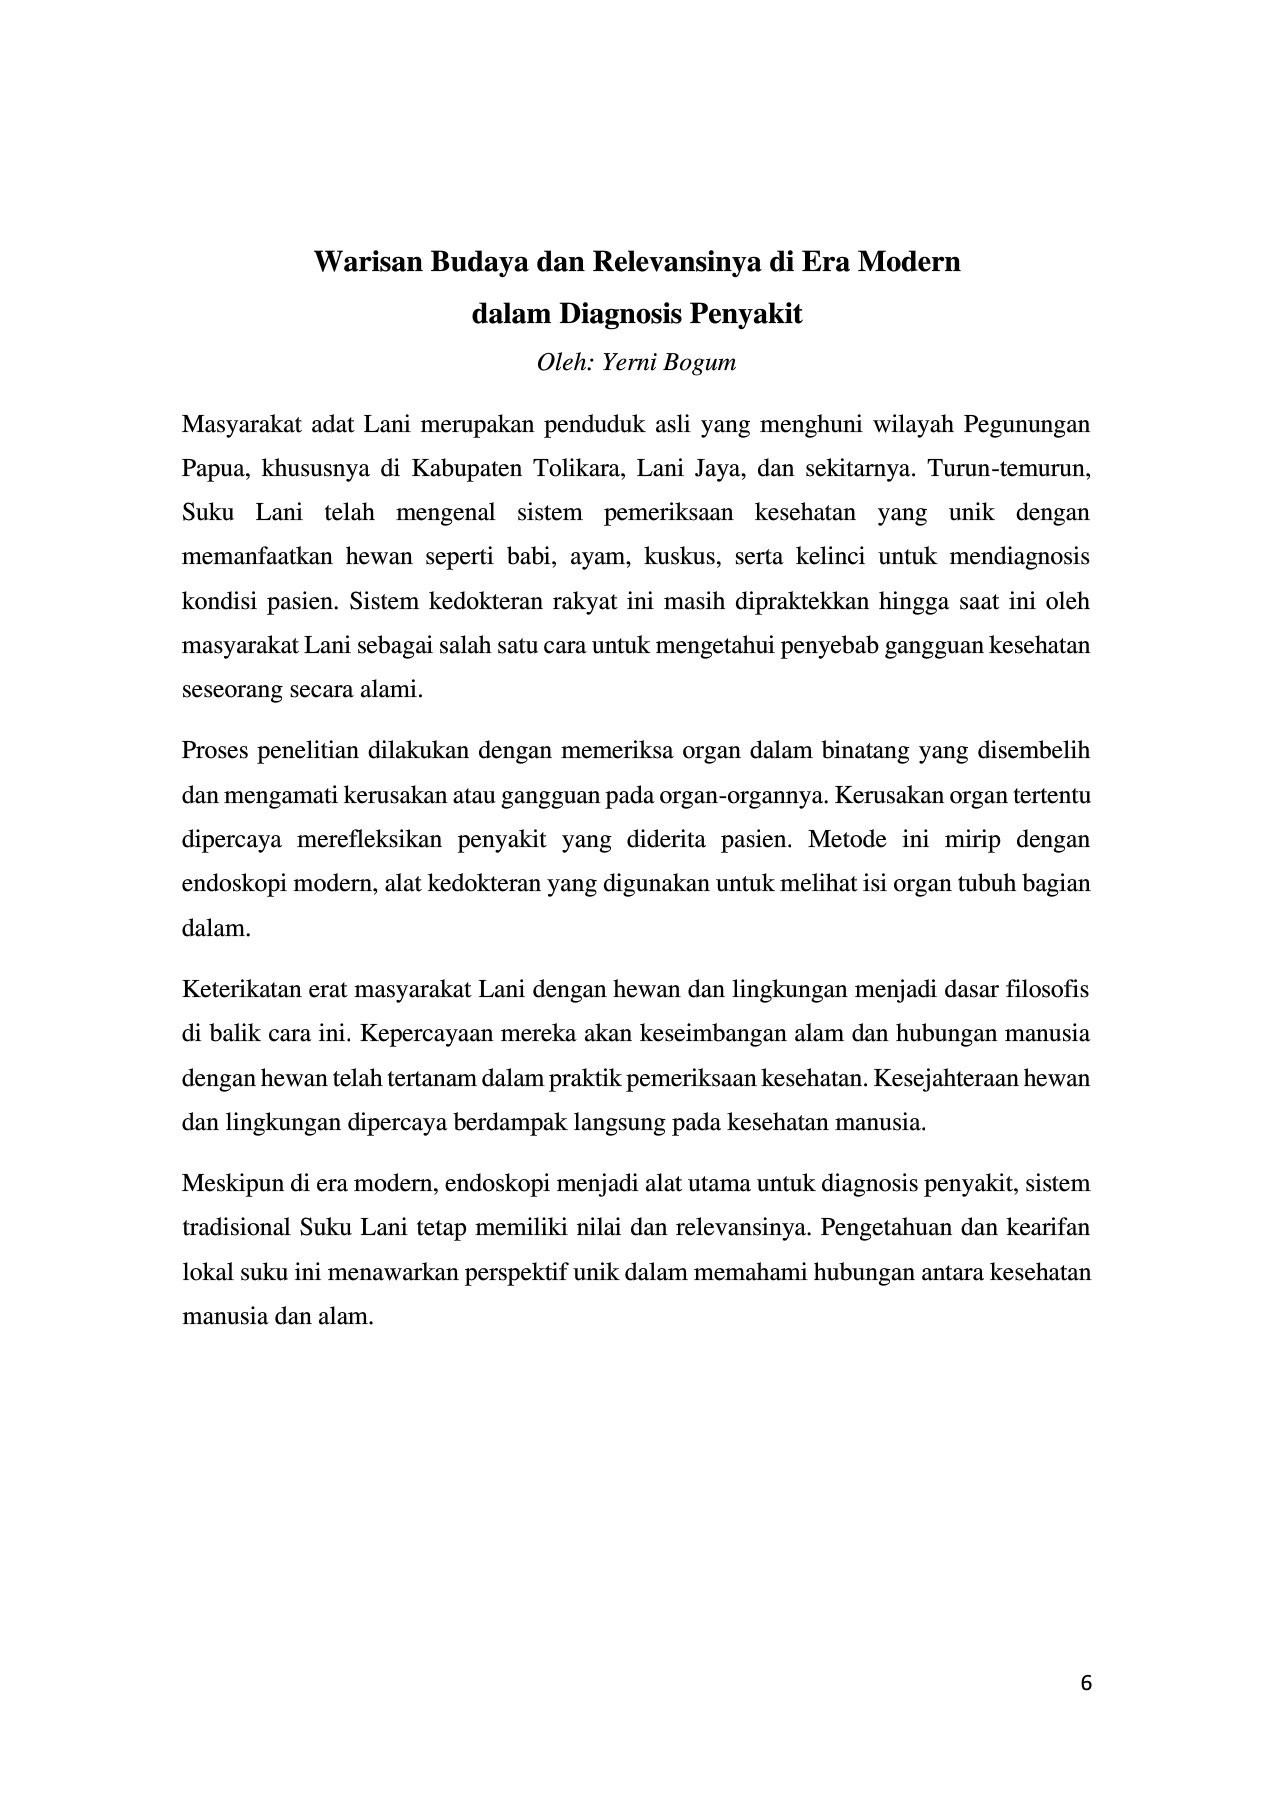 Warisan Budaya dan Relevansinya di Era Modern
dalam Diagnosis Penyakit
Oleh: Yerni Bogum
Masyarakat adat Lani merupakan penduduk asli yang menghuni wilayah Pegunungan
Papua, khususnya di Kabupaten Tolikara, Lani Jaya, dan sekitarnya. Turun-temurun,
Suku Lani telah mengenal sistem pemeriksaan kesehatan yang unik dengan
memanfaatkan hewan seperti babi, ayam, kuskus, serta kelinci untuk mendiagnosis
kondisi pasien. Sistem kedokteran rakyat ini masih dipraktekkan hingga saat ini oleh
masyarakat Lani sebagai salah satu cara untuk mengetahui penyebab gangguan kesehatan
seseorang secara alami.
Proses penelitian dilakukan dengan memeriksa organ dalam binatang yang disembelih
dan mengamati kerusakan atau gangguan pada organ-organnya. Kerusakan organ tertentu
dipercaya merefleksikan penyakit yang diderita pasien. Metode ini mirip dengan
endoskopi modern, alat kedokteran yang digunakan untuk melihat isi organ tubuh bagian
dalam.
Keterikatan erat masyarakat Lani dengan hewan dan lingkungan menjadi dasar filosofis
di balik cara ini. Kepercayaan mereka akan keseimbangan alam dan hubungan manusia
dengan hewan telah tertanam dalam praktik pemeriksaan kesehatan. Kesejahteraan hewan
dan lingkungan dipercaya berdampak langsung pada kesehatan manusia.
Meskipun di era modern, endoskopi menjadi alat utama untuk diagnosis penyakit, sistem
tradisional Suku Lani tetap memiliki nilai dan relevansinya. Pengetahuan dan kearifan
lokal suku ini menawarkan perspektif unik dalam memahami hubungan antara kesehatan
manusia dan alam.
6